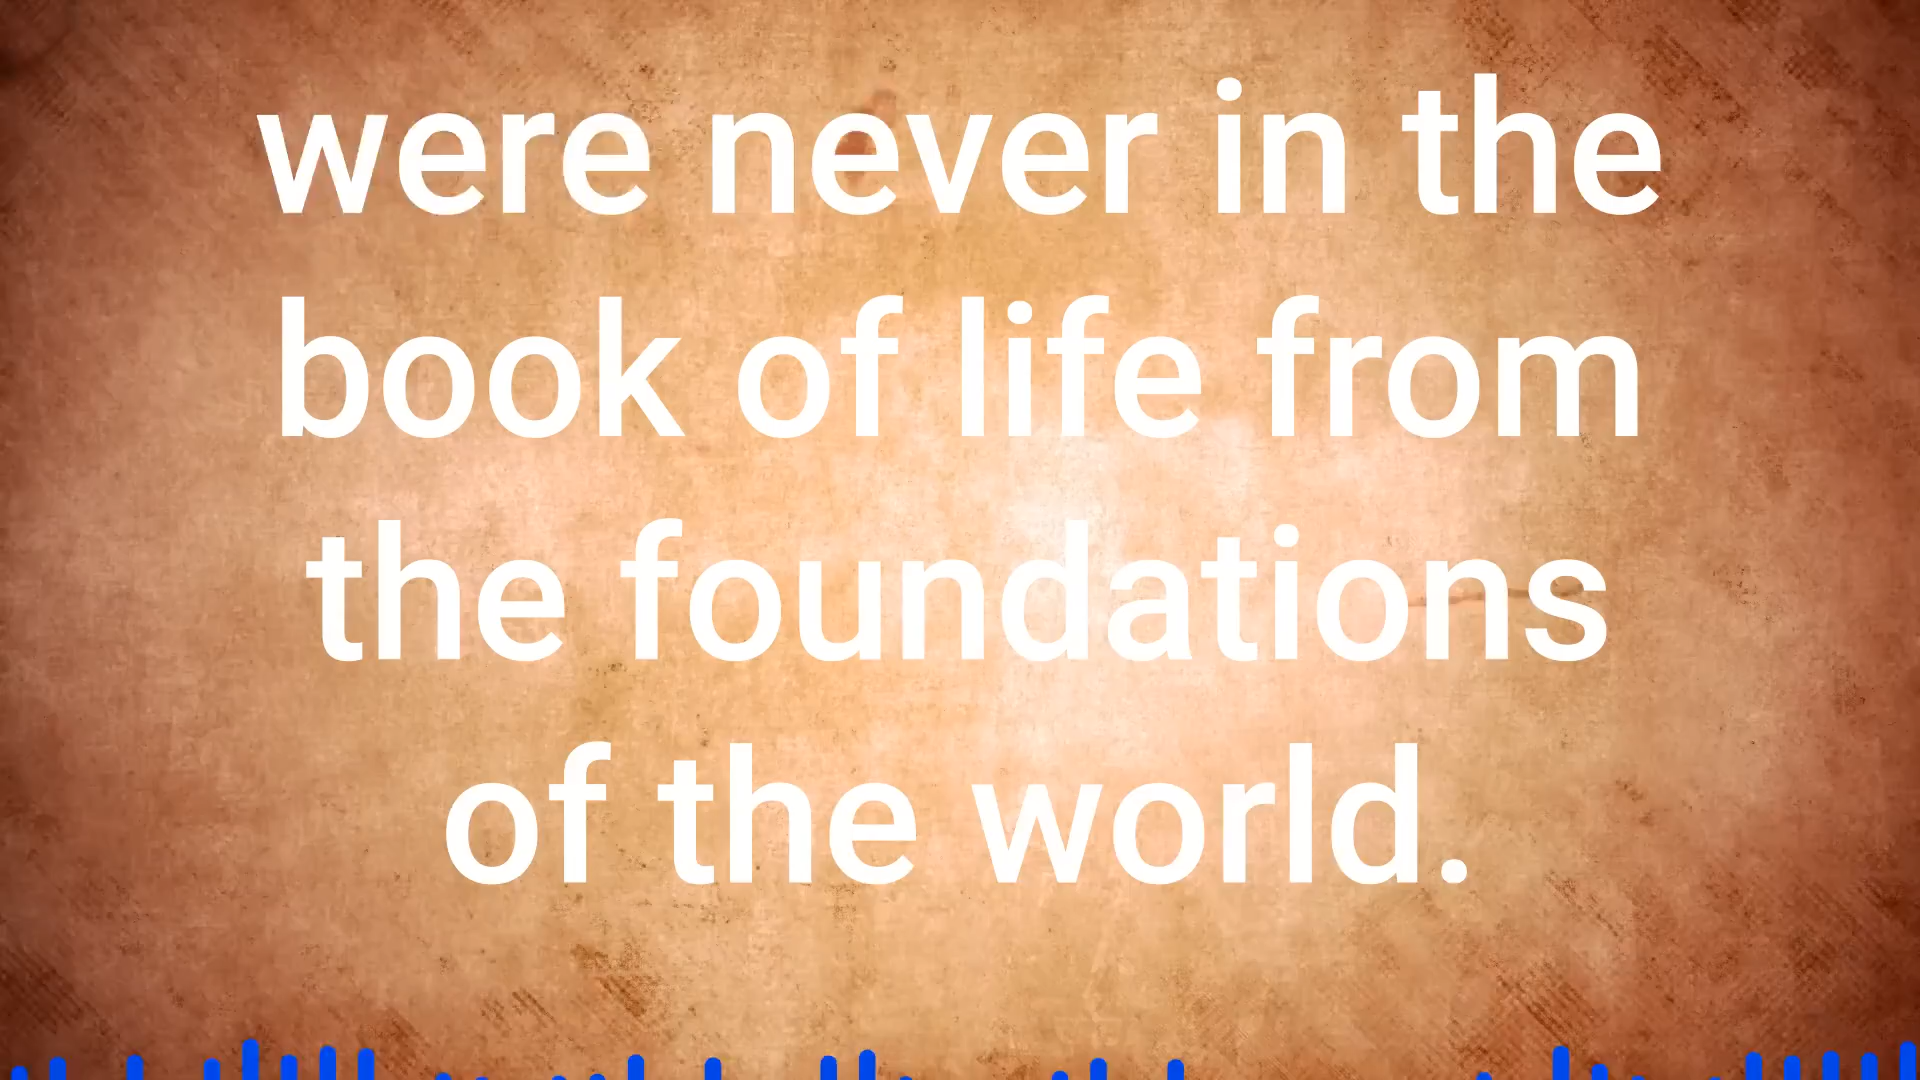 were never in the
book of life from
the foundations
of the world.